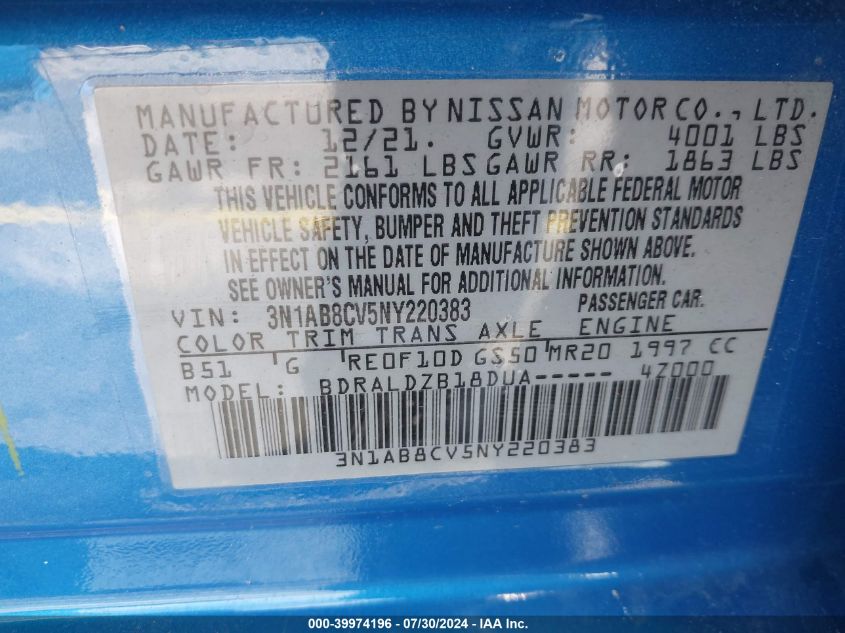 MANUFACTURED BY NISSAN MOTOR CO., LTD.
DATE: 12/21. GVWR: 4001 LBS
GAWR FR: 2161 LBS GAWR RR: 1863 LBS
THIS VEHICLE CONFORMS TO ALL APPLICABLE FEDERAL MOTOR
VEHICLE SAFETY, BUMPER AND THEFT PREVENTION STANDARDS
IN EFFECT ON THE DATE OF MANUFACTURE SHOWN ABOVE.
SEE OWNER'S MANUAL FOR ADDITIONAL INFORMATION.
VIN: 3N1AB8CV5NY220383 PASSENGER CAR.
COLOR TRIM TRANS AXLE ENGINE
B51 G RE0F10D GS50 MR20 1997 CC
MODEL: BDRALDZB18DUA----- 4Z000
3N1AB8CV5NY220383
000-39974196 - 07/30/2024 - IAA Inc.